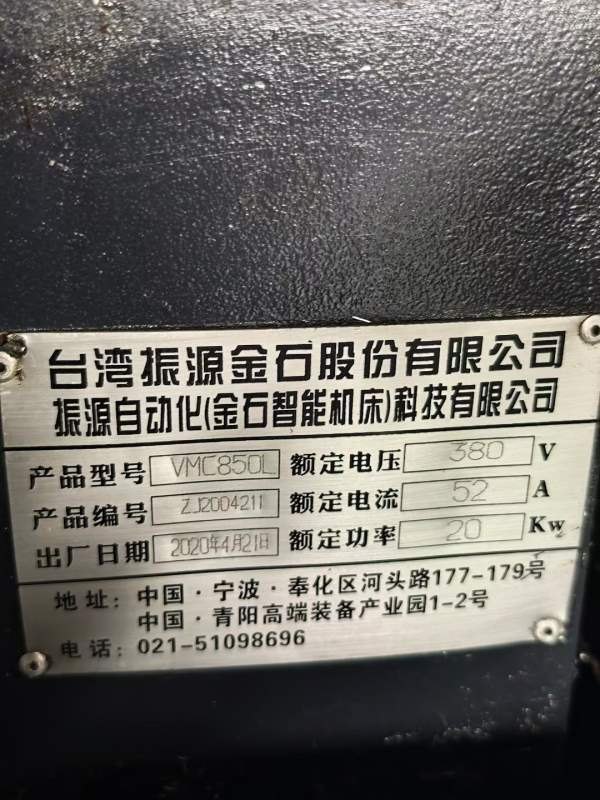 台湾振源金石股份有限公司
振源自动化(金石智能机床)科技有限公司
产品型号 VMC850L 额定电压 380 V
产品编号 ZJ2004211 额定电流 52 A
出厂日期 2020年4月21日 额定功率 20 Kw
地址: 中国·宁波·奉化区河头路177-179号
中国·青阳高端装备产业园1-2号
电话: 021-51098696